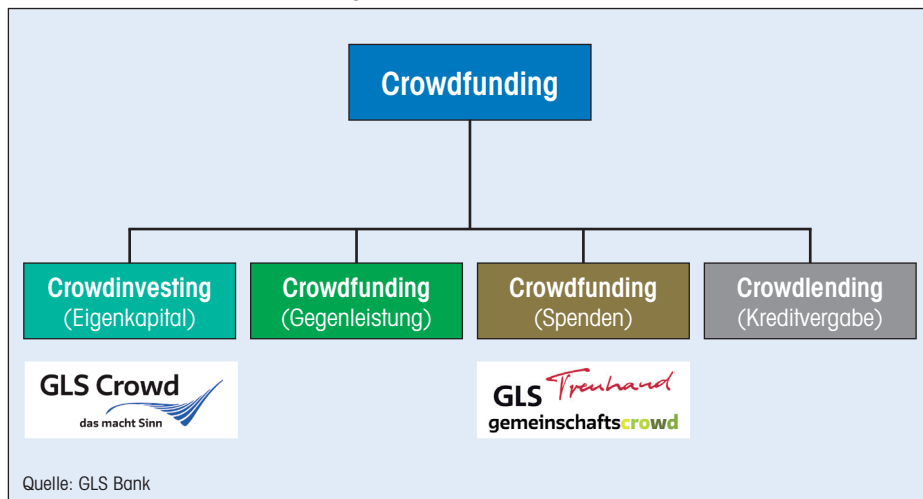 Crowdfunding
Crowdinvesting
(Eigenkapital)
Crowdfunding
(Gegenleistung)
Crowdfunding
(Spenden)
Crowdlending
(Kreditvergabe)
GLS Crowd
das macht Sinn
GLS Treuhand
gemeinschaftscrowd
Quelle: GLS Bank